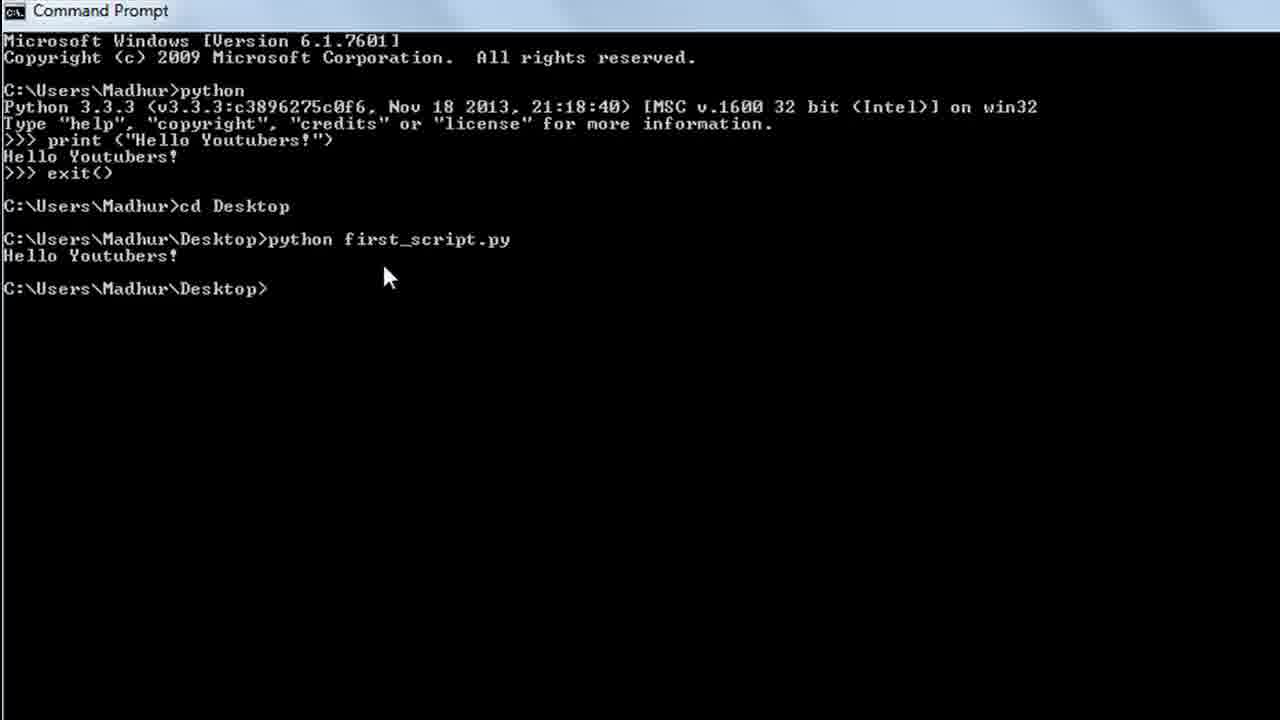 Command Prompt
Microsoft Windows [Version 6.1.7601]
Copyright (c) 2009 Microsoft Corporation.  All rights reserved.
C:\Users\Madhur>python
Python 3.3.3 (v3.3.3:c3896275c0f6, Nov 18 2013, 21:18:40) [MSC v.1600 32 bit (Intel)] on win32
Type "help", "copyright", "credits" or "license" for more information.
>>> print ("Hello Youtubers!")
Hello Youtubers!
>>> exit()
C:\Users\Madhur>cd Desktop
C:\Users\Madhur\Desktop>python first_script.py
Hello Youtubers!
C:\Users\Madhur\Desktop>